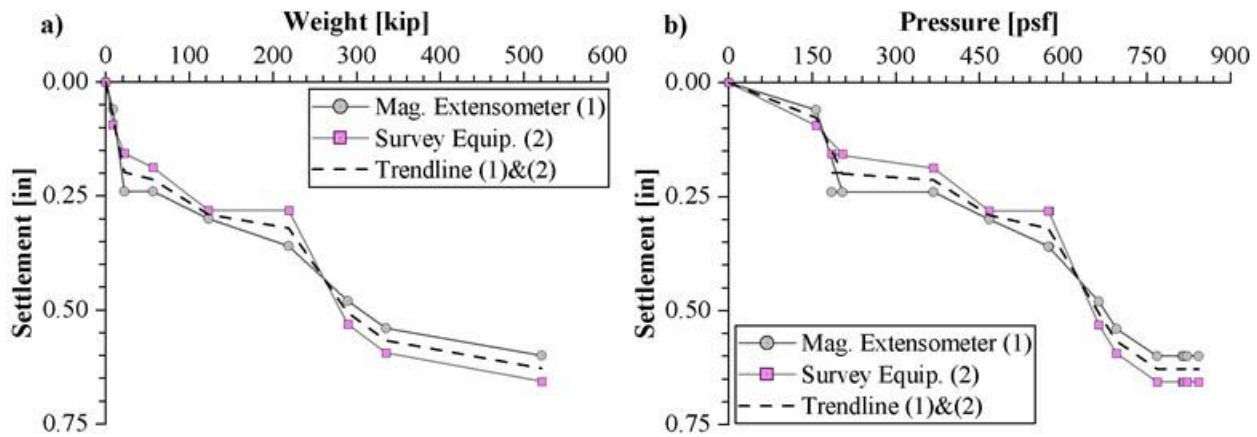 a)
Weight [kip]
0 100 200 300 400 500 600
0.00
0.25
0.50
0.75
Settlement [in]
Mag. Extensometer (1)
Survey Equip. (2)
Trendline (1)&(2)
b)
Pressure [psf]
0 150 300 450 600 750 900
0.00
0.25
0.50
0.75
Settlement [in]
Mag. Extensometer (1)
Survey Equip. (2)
Trendline (1)&(2)